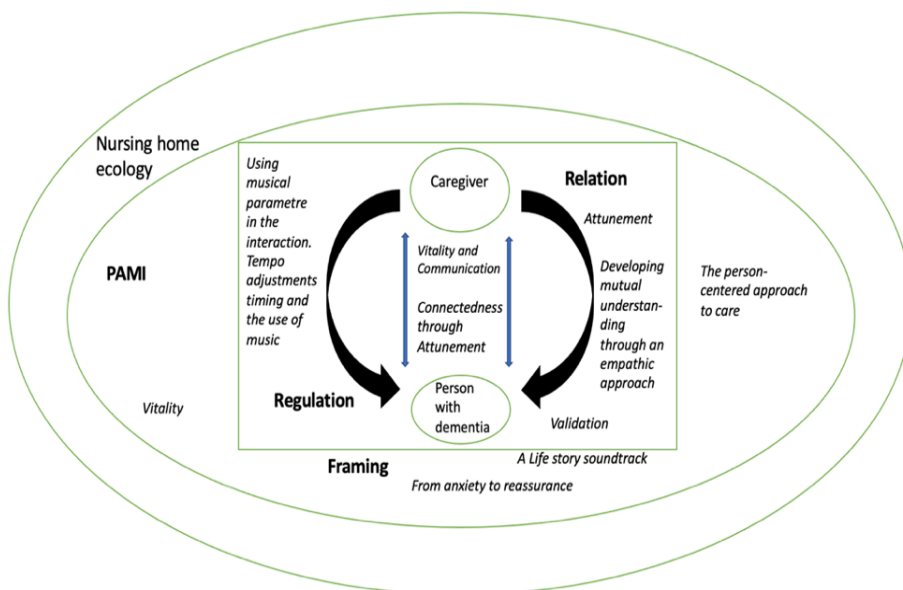 Nursing home
ecology
PAMI
Vitality
Using
musical
parametre
in the
interaction.
Tempo
adjustments
timing and
the use of
music
Regulation
Caregiver
Vitality and
Communication
Connectedness
through
Attunement
Person
with
dementia
Relation
Attunement
Developing
mutual
understan-
ding
through an
empathic
approach
Validation
The person-
centered approach
to care
Framing
A Life story soundtrack
From anxiety to reassurance